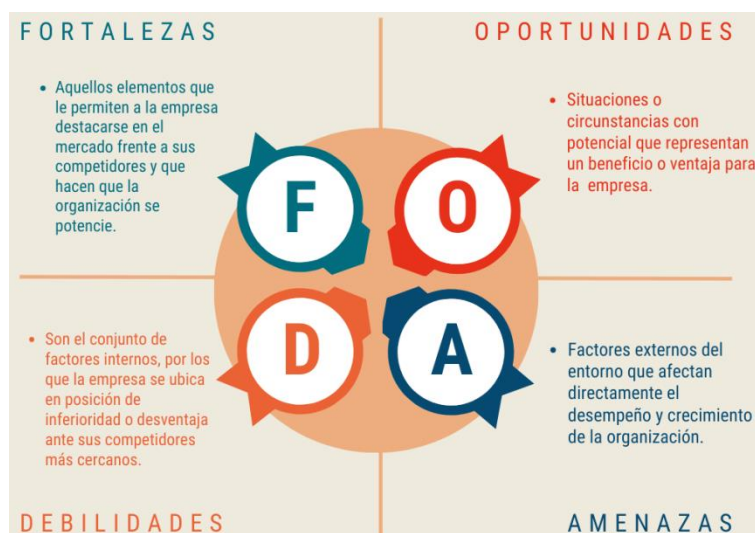 FORTALEZAS
• Aquellos elementos que
le permiten a la empresa
destacarse en el
mercado frente a sus
competidores y que
hacen que la
organización se
potencie.
OPORTUNIDADES
• Situaciones o
circunstancias con
potencial que representan
un beneficio o ventaja para
la empresa.
F
O
D
A
• Son el conjunto de
factores internos, por los
que la empresa se ubica
en posición de
inferioridad o desventaja
ante sus competidores
más cercanos.
DEBILIDADES
• Factores externos del
entorno que afectan
directamente el
desempeño y crecimiento
de la organización.
AMENAZAS